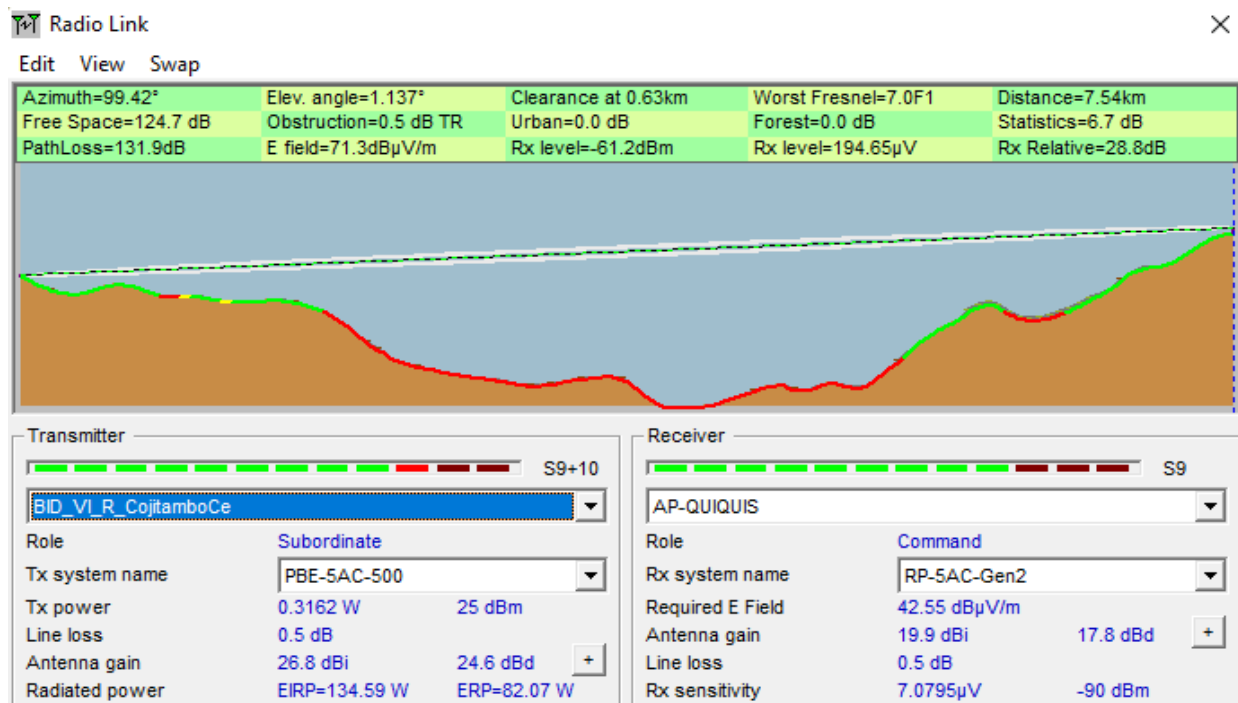 Radio Link
Edit View Swap
Azimuth=99.42° Elev. angle=1.137° Clearance at 0.63km Worst Fresnel=7.0F1 Distance=7.54km
Free Space=124.7 dB Obstruction=0.5 dB TR Urban=0.0 dB Forest=0.0 dB Statistics=6.7 dB
PathLoss=131.9dB E field=71.3dBµV/m Rx level=-61.2dBm Rx level=194.65µV Rx Relative=28.8dB
Transmitter
S9+10
BID_VI_R_CojitamboCe
Role Subordinate
Tx system name PBE-5AC-500
Tx power 0.3162 W 25 dBm
Line loss 0.5 dB
Antenna gain 26.8 dBi 24.6 dBd +
Radiated power EIRP=134.59 W ERP=82.07 W
Receiver
S9
AP-QUIQUIS
Role Command
Rx system name RP-5AC-Gen2
Required E Field 42.55 dBµV/m
Antenna gain 19.9 dBi 17.8 dBd +
Line loss 0.5 dB
Rx sensitivity 7.0795µV -90 dBm